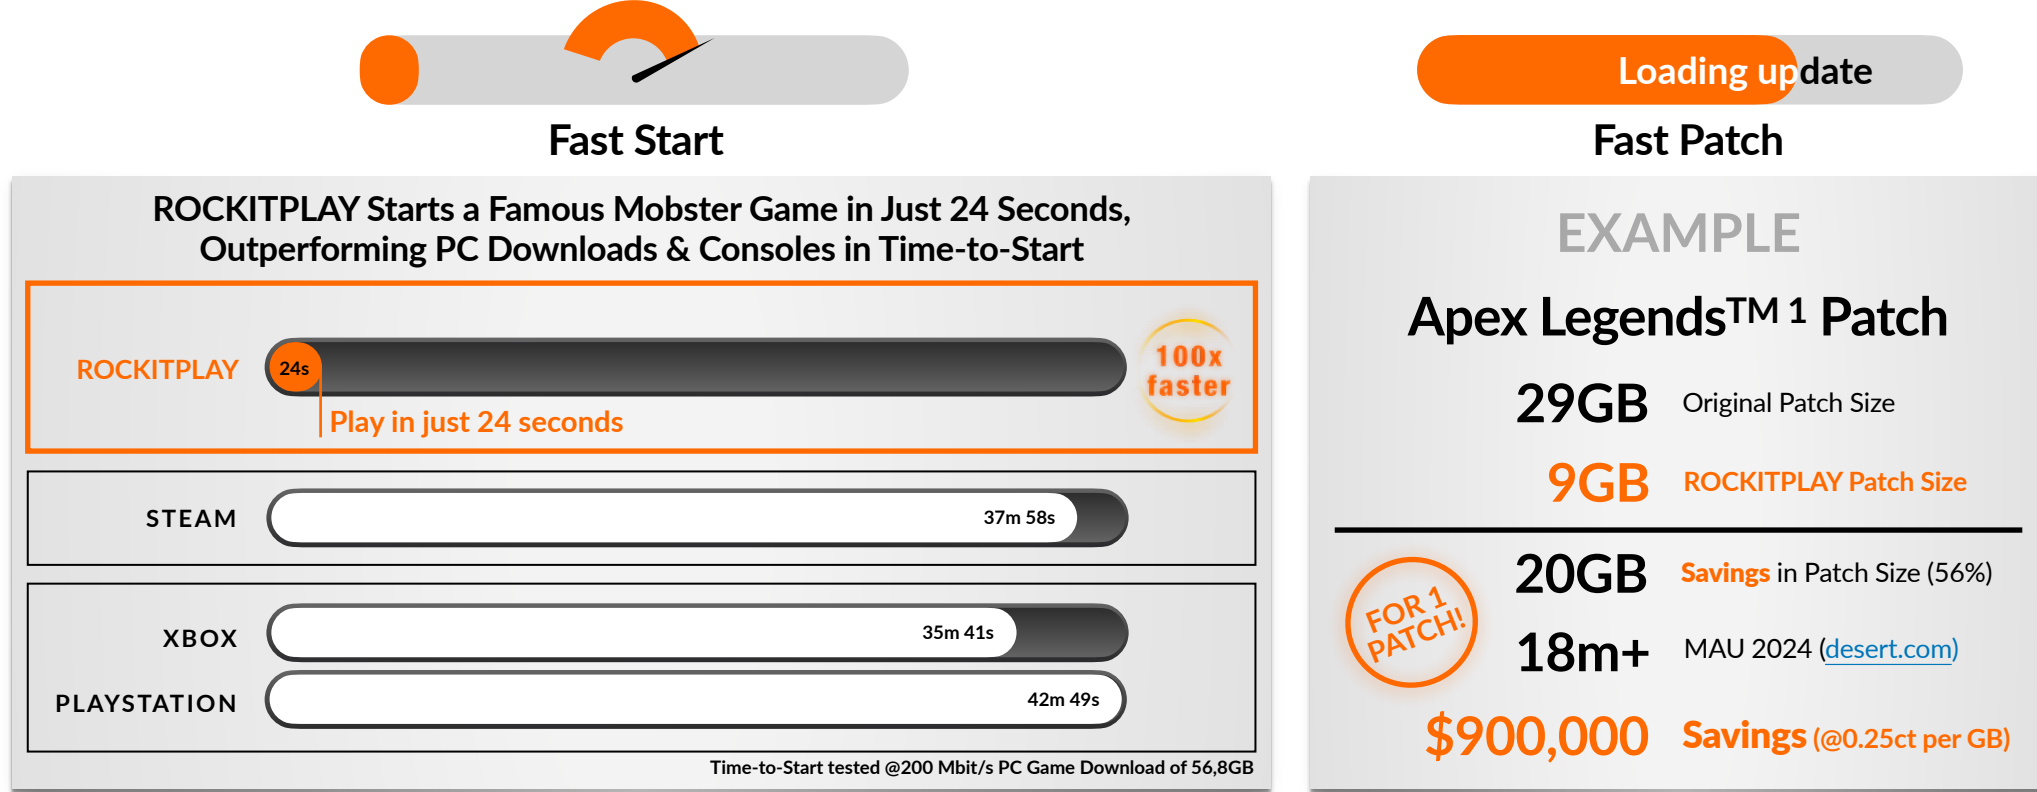 Fast Start
ROCKITPLAY Starts a Famous Mobster Game in Just 24 Seconds,
Outperforming PC Downloads & Consoles in Time-to-Start
ROCKITPLAY
24s
Play in just 24 seconds
100x
faster
STEAM
37m 58s
XBOX
35m 41s
PLAYSTATION
42m 49s
Time-to-Start tested @200 Mbit/s PC Game Download of 56,8GB
Loading update
Fast Patch
EXAMPLE
Apex Legends™ 1 Patch
29GB Original Patch Size
9GB ROCKITPLAY Patch Size
FOR 1
PATCH!
20GB Savings in Patch Size (56%)
18m+ MAU 2024 (desert.com)
$900,000 Savings (@0.25ct per GB)